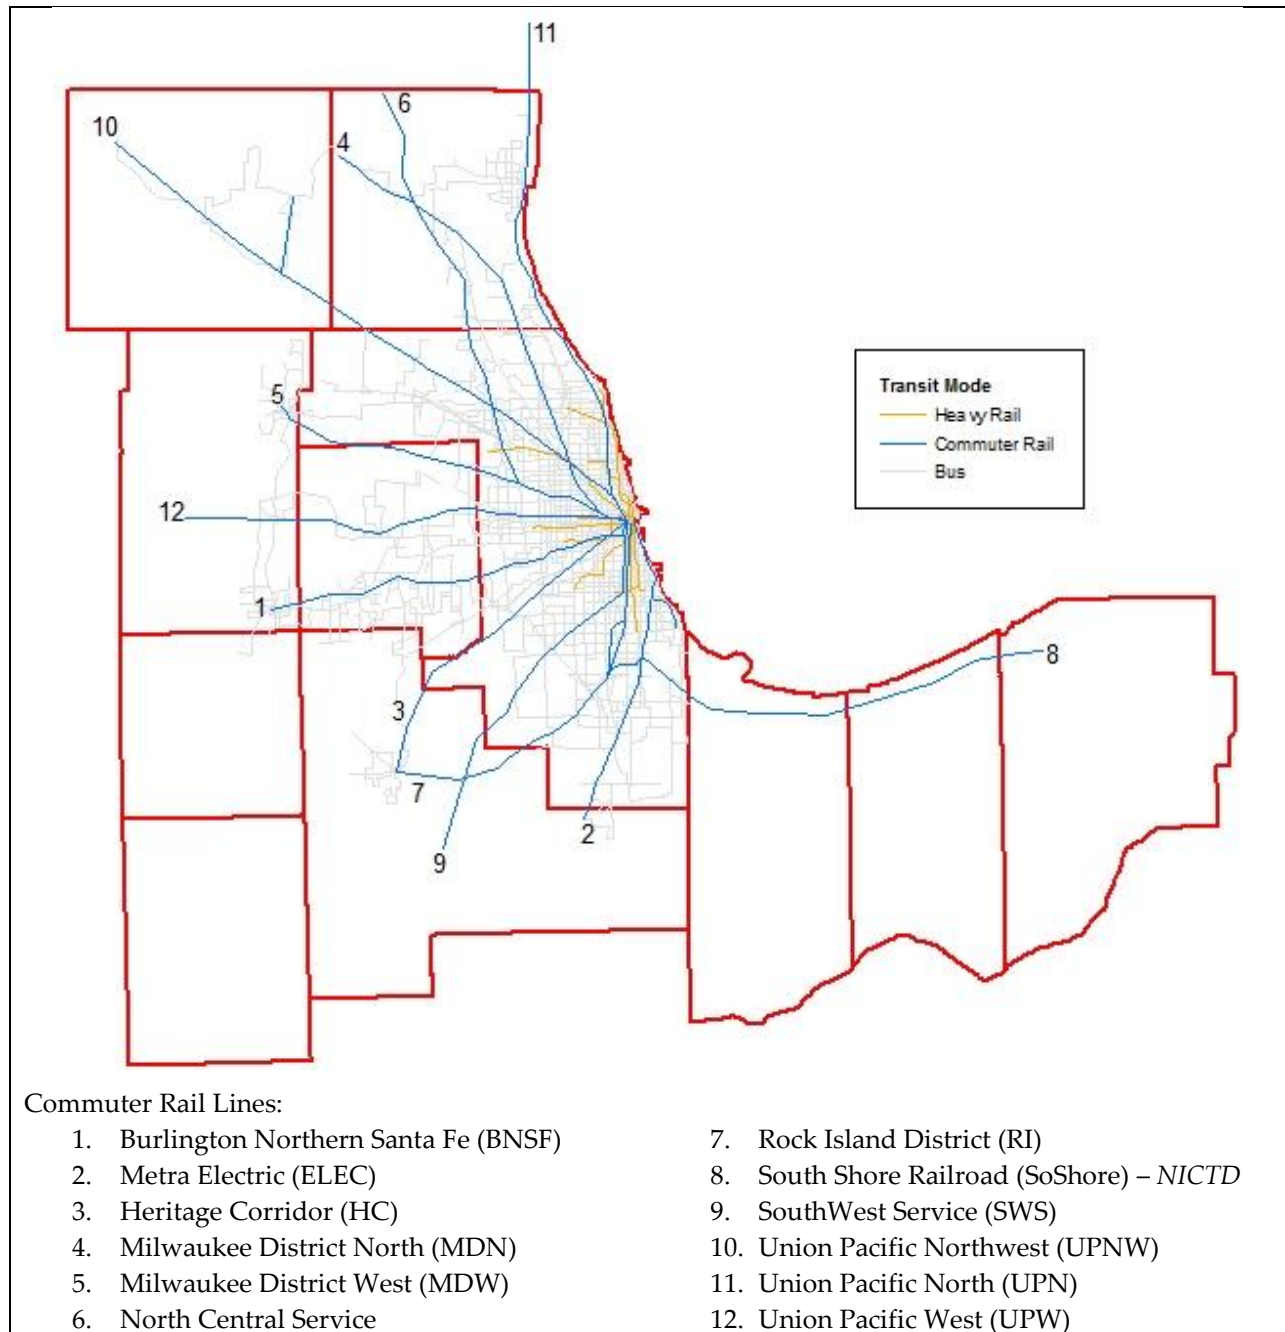 11
6
10
4
5
Transit Mode
Heavy Rail
Commuter Rail
Bus
12
1
8
3
7
2
9
Commuter Rail Lines:
1. Burlington Northern Santa Fe (BNSF)
2. Metra Electric (ELEC)
3. Heritage Corridor (HC)
4. Milwaukee District North (MDN)
5. Milwaukee District West (MDW)
6. North Central Service
7. Rock Island District (RI)
8. South Shore Railroad (SoShore) – NICTD
9. SouthWest Service (SWS)
10. Union Pacific Northwest (UPNW)
11. Union Pacific North (UPN)
12. Union Pacific West (UPW)